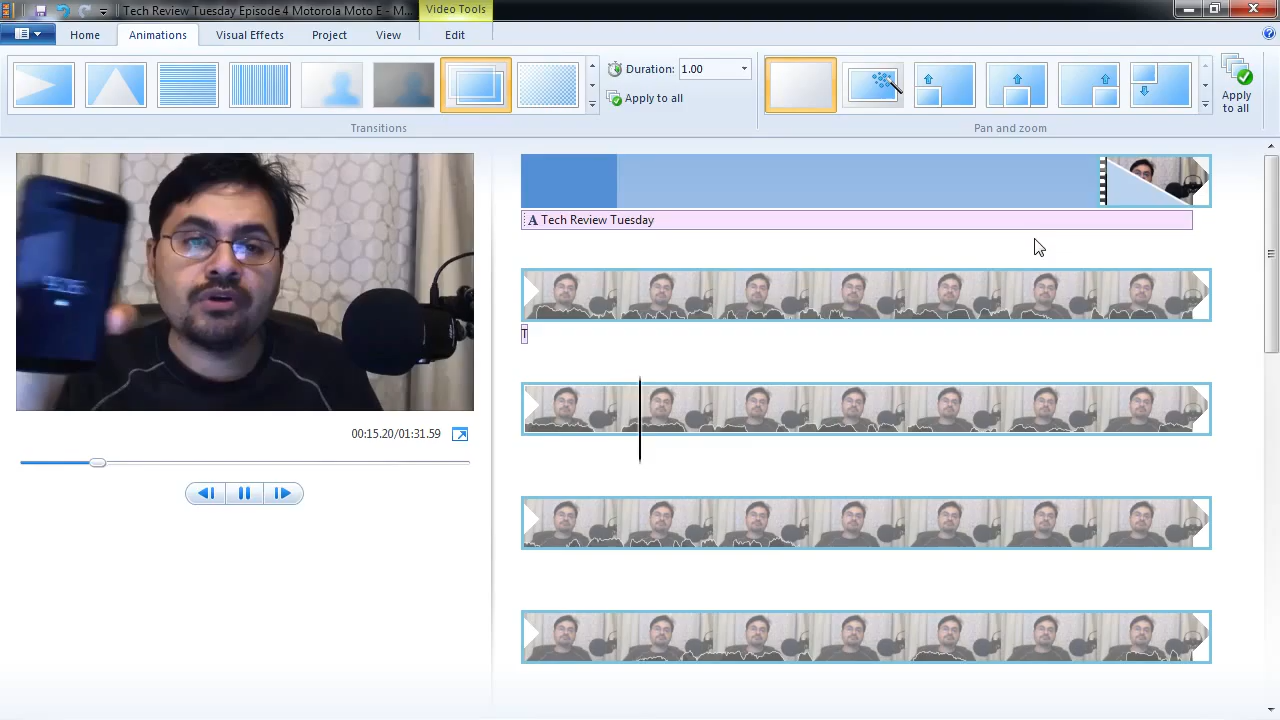 Tech Review Tuesday Episode 4 Motorola Moto E - M...
Video Tools
Home
Animations
Visual Effects
Project
View
Edit
Duration: 1.00
Apply to all
Transitions
Pan and zoom
Apply
to all
A Tech Review Tuesday
T
00:15.20/01:31.59